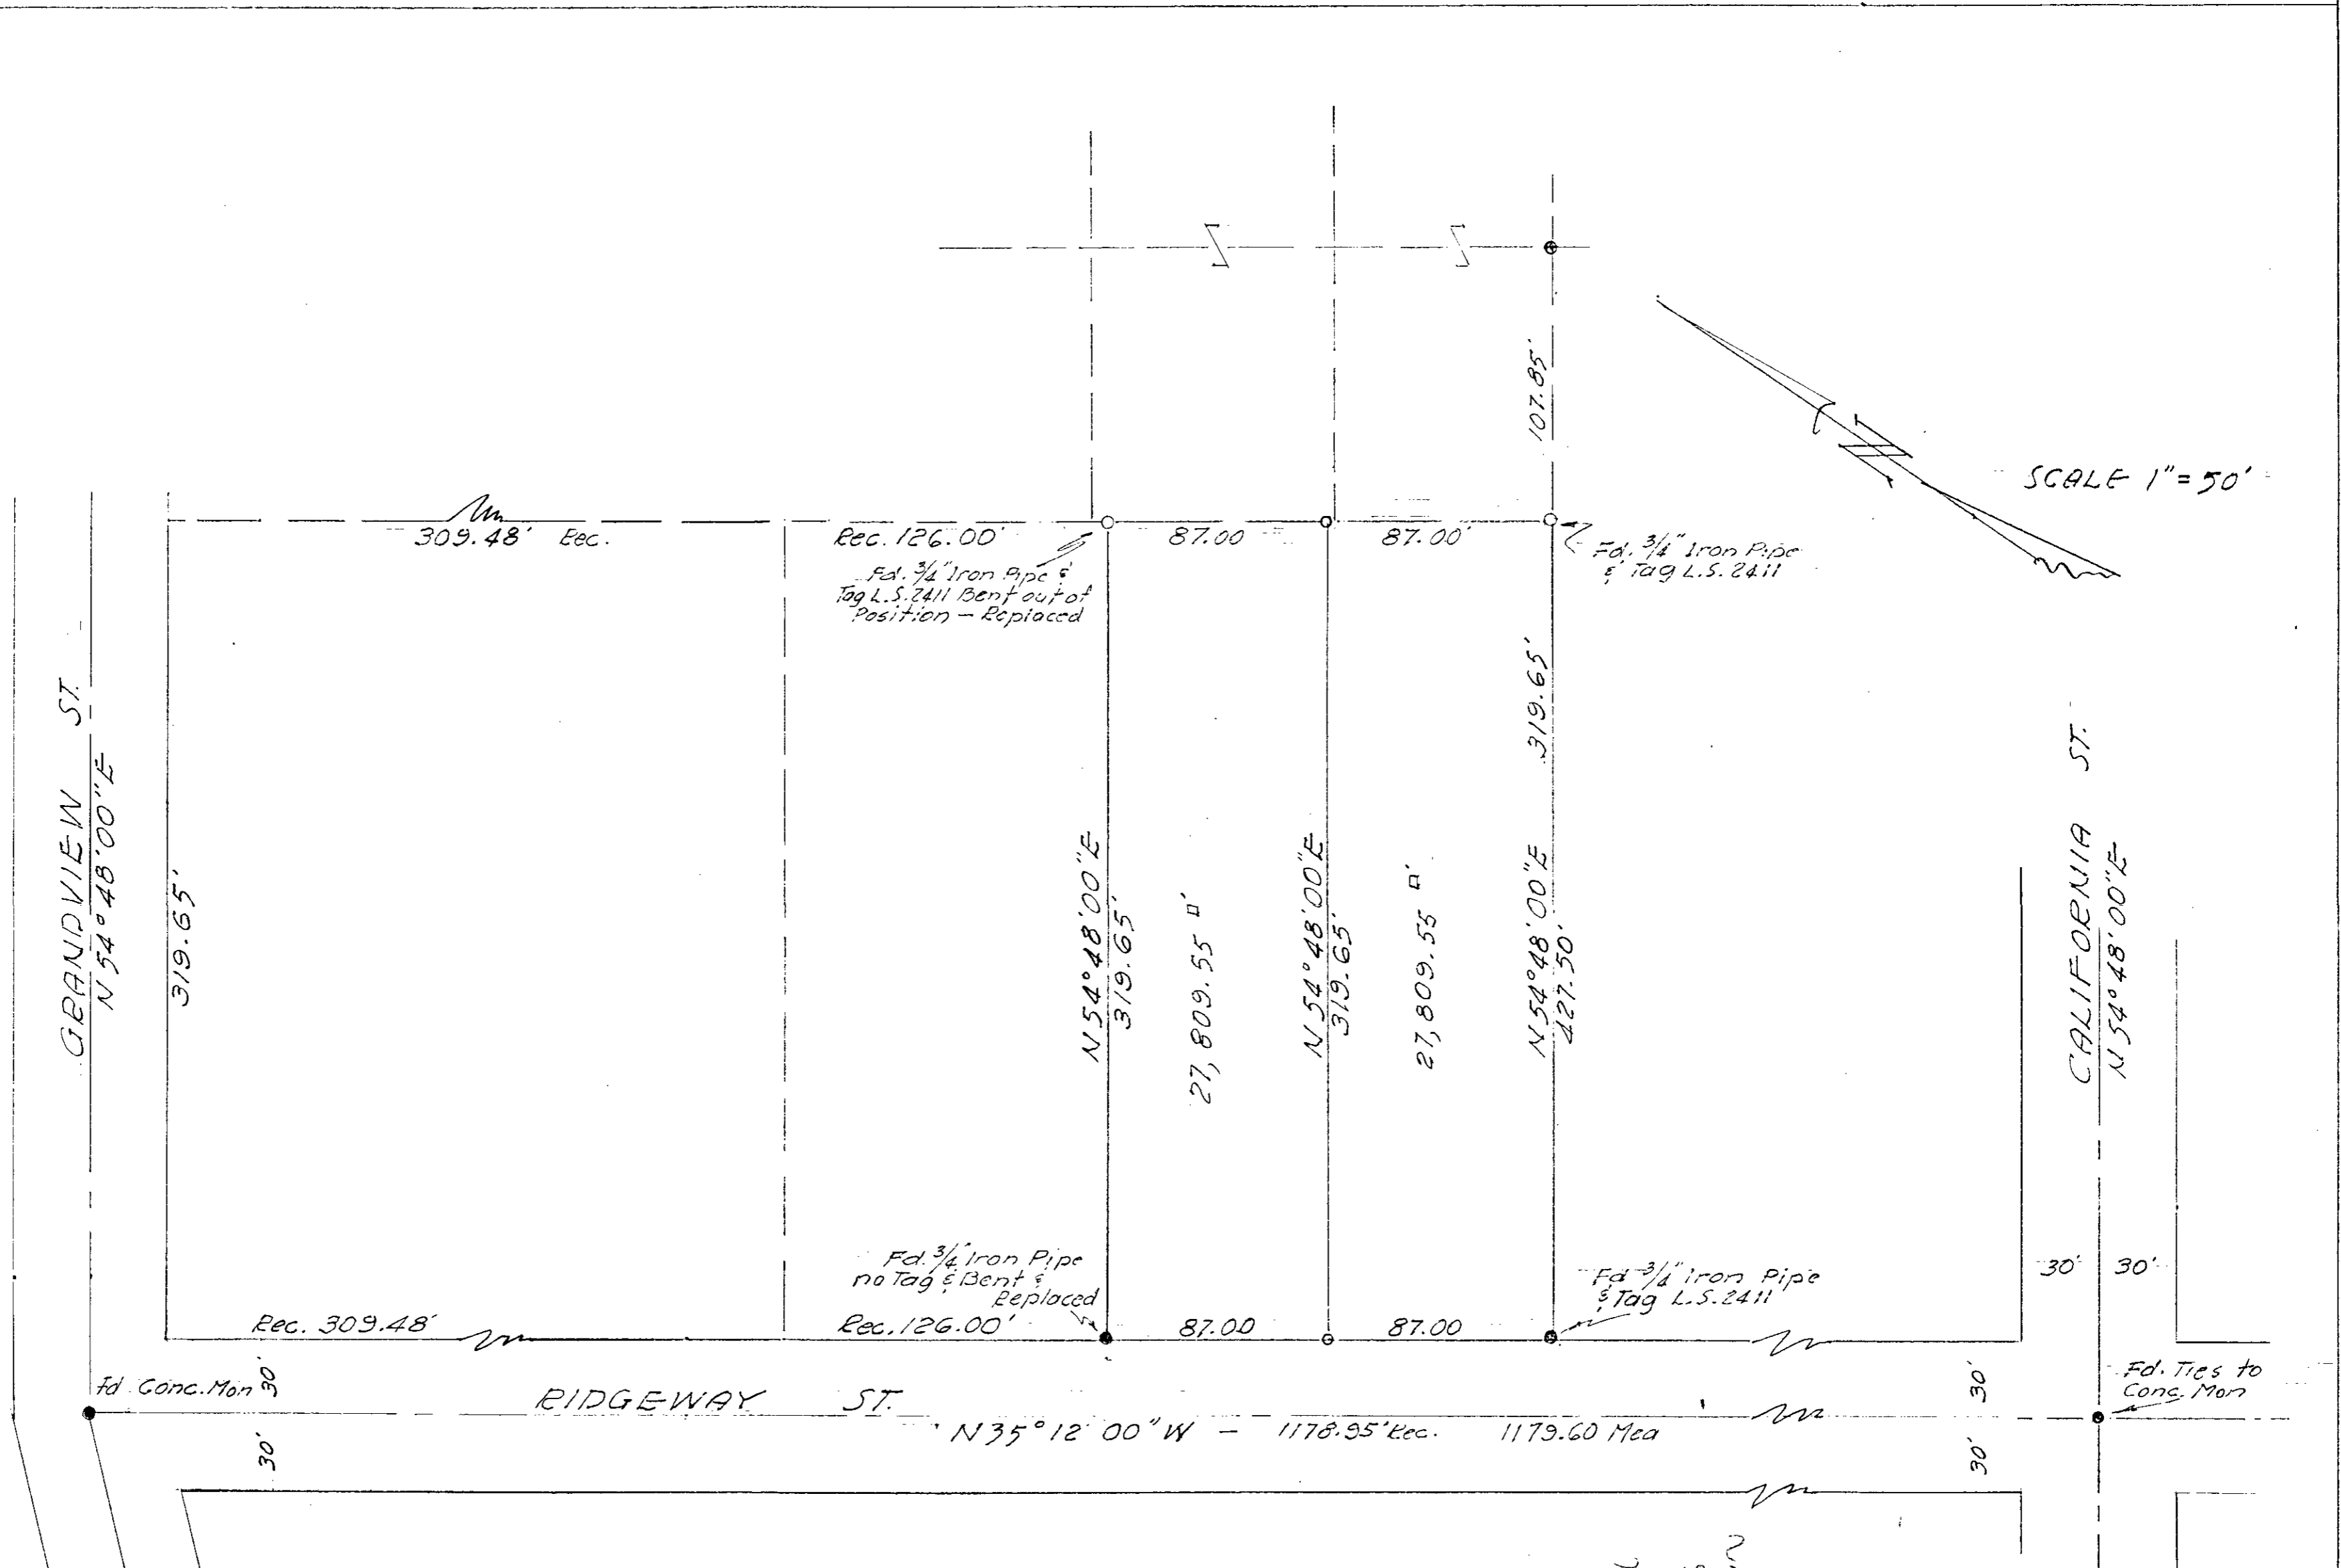 107.85'
SCALE 1"=50'
309.48' Rec.
Rec. 126.00'
87.00
87.00'
Fd. 3/4" Iron Pipe &
Tag L.S. 2411 Bent out of
Position — Replaced
Fd. 3/4" Iron Pipe
& Tag L.S. 2411
GRANDVIEW ST.
N 54° 48' 00" E
319.65'
N 54° 48' 00" E
319.65'
27,809.55 □'
N 54° 48' 00" E
319.65'
27,809.55 □'
319.65'
N 54° 48' 00" E
427.50'
CALIFORNIA ST.
N 54° 48' 00" E
30' 30'
Fd. 3/4" Iron Pipe
no Tag & Bent &
Replaced
Fd 3/4" Iron Pipe
& Tag L.S. 2411
Rec. 309.48'
Rec. 126.00'
87.00
87.00
Fd. Conc. Mon
30'
30'
RIDGEWAY ST.
N 35° 12' 00" W — 1178.95' Rec. 1179.60 Mea
30'
30'
Fd. Ties to
Conc. Mon